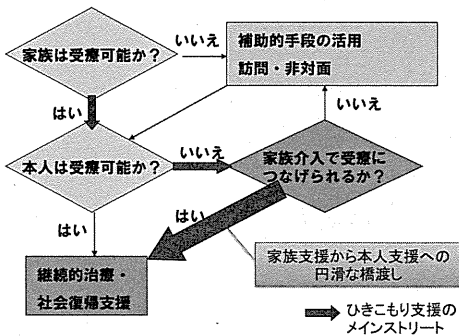 家族は受療可能か?
いいえ
補助的手段の活用
訪問・非対面
はい
いいえ
本人は受療可能か?
いいえ
家族介入で受療に
つなげられるか?
はい
はい
継続的治療・
社会復帰支援
家族支援から本人支援への
円滑な橋渡し
ひきこもり支援の
メインストリート